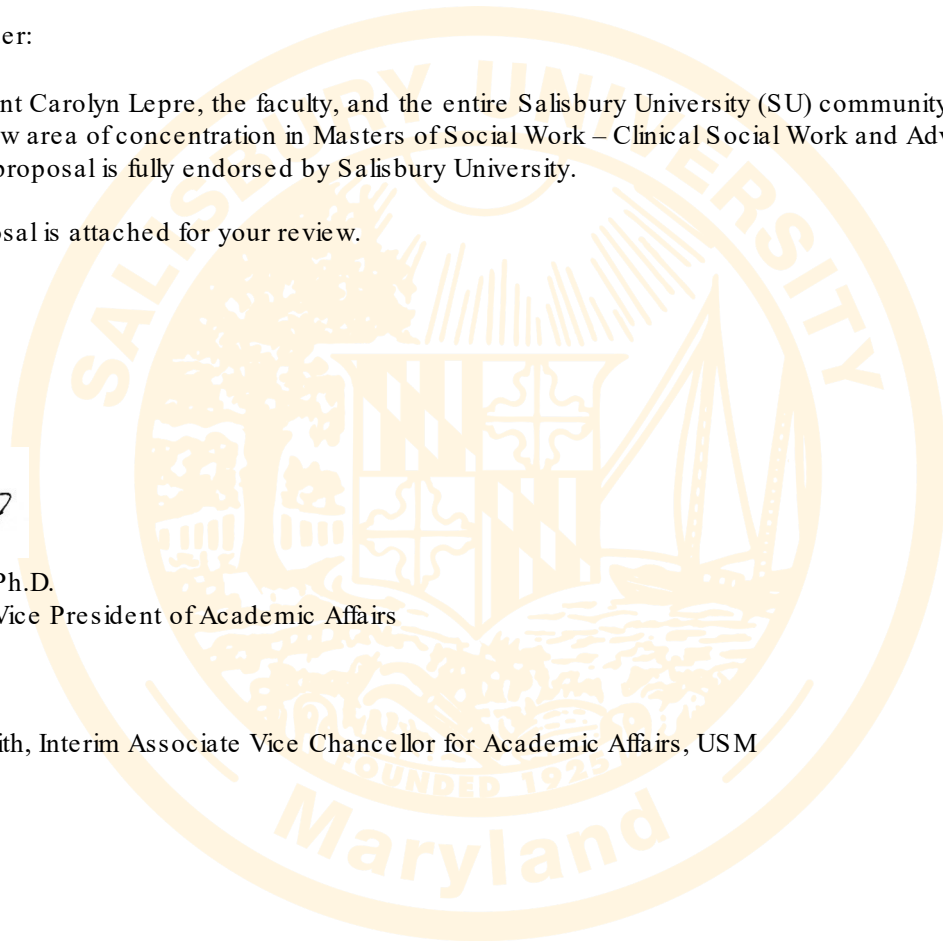 er:
nt Carolyn Lepre, the faculty, and the entire Salisbury University (SU) community
w area of concentration in Masters of Social Work – Clinical Social Work and Adv
proposal is fully endorsed by Salisbury University.
osal is attached for your review.
Ph.D.
Vice President of Academic Affairs
ith, Interim Associate Vice Chancellor for Academic Affairs, USM
SALISBURY UNIVERSITY
FOUNDED 1925
Maryland